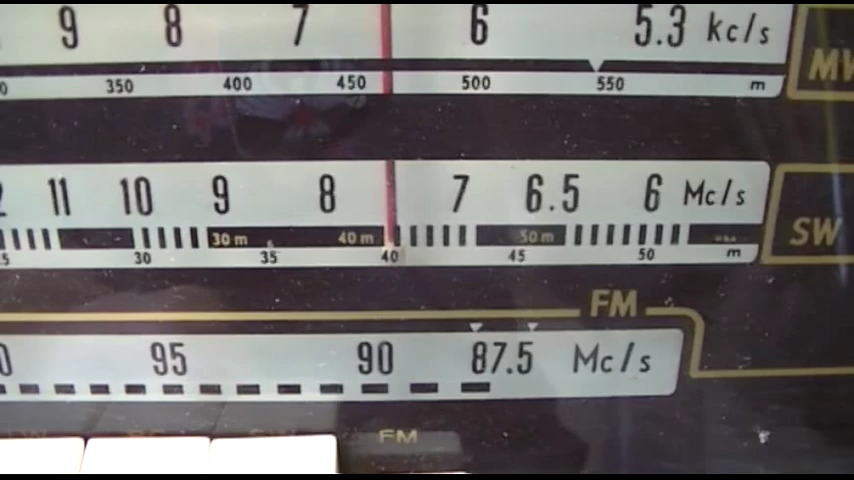 9 8 7 6 5.3 kc/s
350 400 450 500 550 m
MW
11 10 9 8 7 6.5 6 Mc/s
30 m 40 m 50 m
30 35 40 45 50 m
SW
FM
95 90 87.5 Mc/s
FM